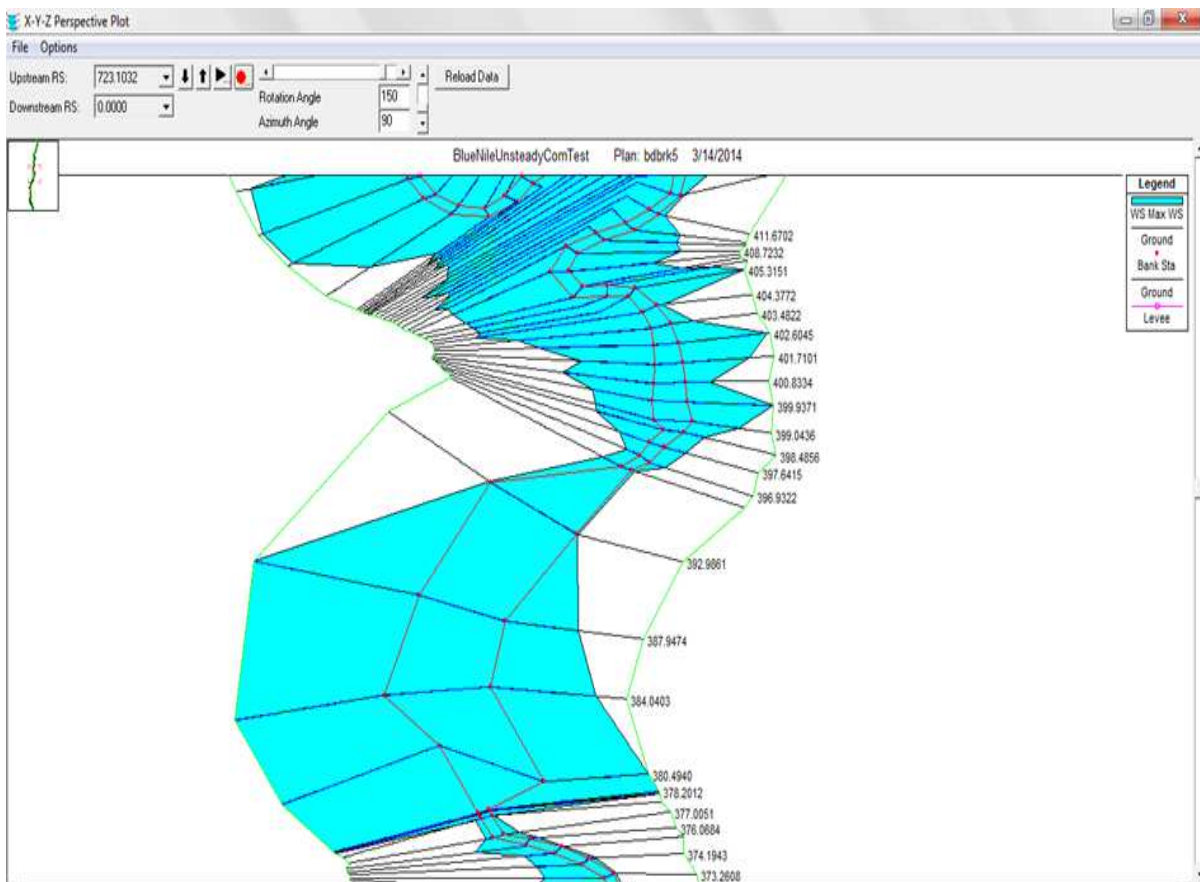 X-Y-Z Perspective Plot
File Options
Upstream RS: 723.1032
Reload Data
Rotation Angle 150
Downstream RS: 0.0000
Azimuth Angle 90
BlueNileUnsteadyComTest Plan: bdbrk5 3/14/2014
Legend
WS Max WS
Ground
Bank Sta
Ground
Levee
411.6702
408.7232
405.3151
404.3772
403.4822
402.6045
401.7101
400.8334
399.9371
399.0436
398.4856
397.6415
396.9322
392.9861
387.9474
384.0403
380.4940
378.2012
377.0051
376.0684
374.1943
373.2608